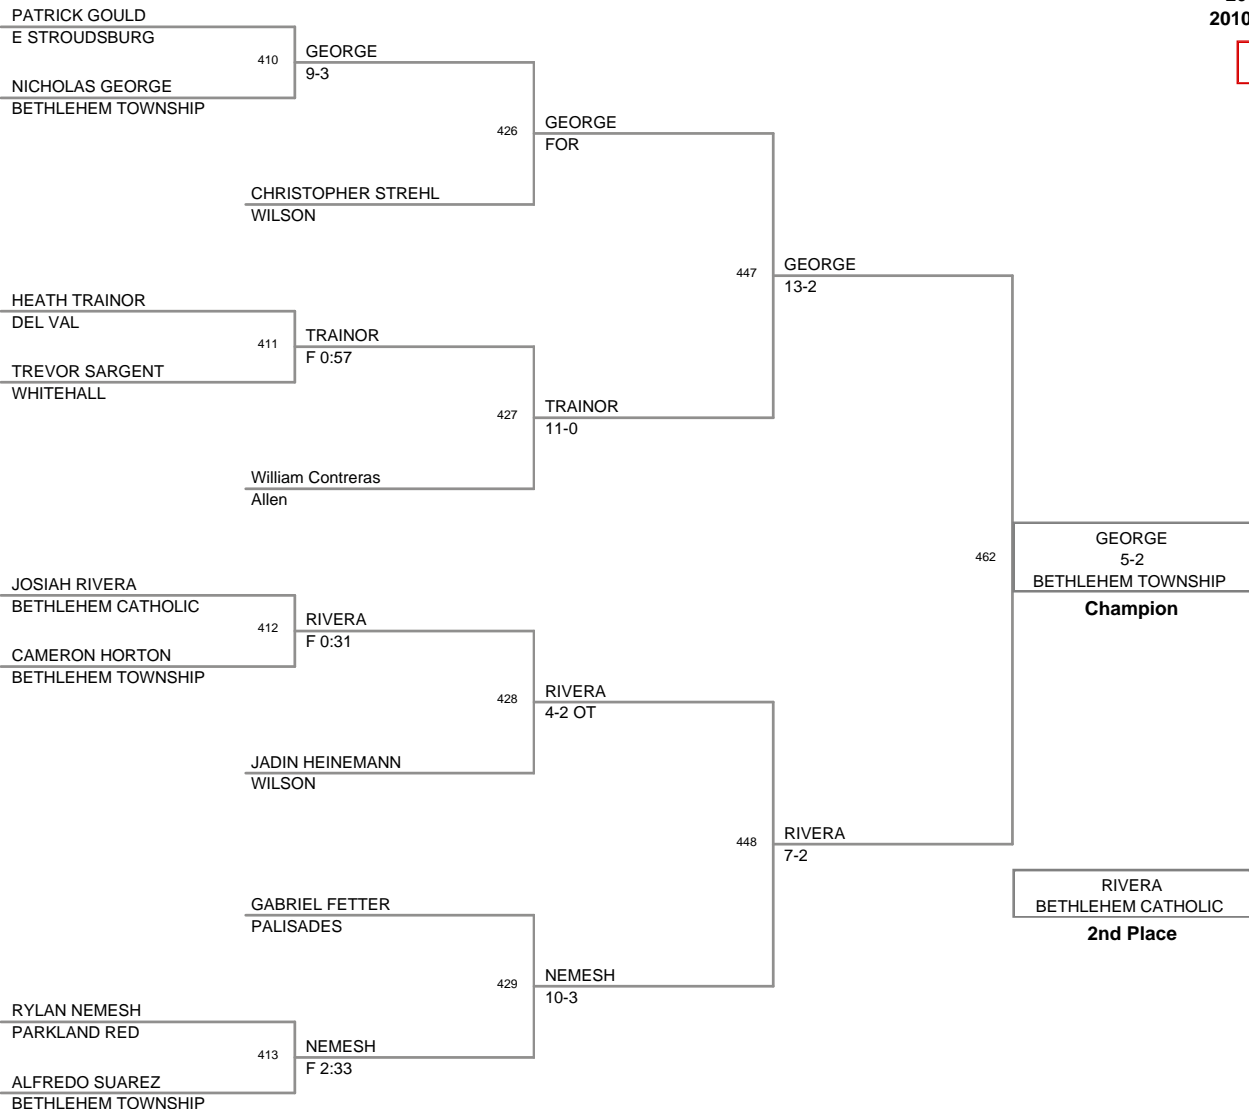 2010
PATRICK GOULD
E STROUDSBURG
410
GEORGE
9-3
NICHOLAS GEORGE
BETHLEHEM TOWNSHIP
426
GEORGE
FOR
CHRISTOPHER STREHL
WILSON
447
GEORGE
13-2
HEATH TRAINOR
DEL VAL
411
TRAINOR
F 0:57
TREVOR SARGENT
WHITEHALL
427
TRAINOR
11-0
William Contreras
Allen
462
GEORGE
5-2
BETHLEHEM TOWNSHIP
Champion
JOSIAH RIVERA
BETHLEHEM CATHOLIC
412
RIVERA
F 0:31
CAMERON HORTON
BETHLEHEM TOWNSHIP
428
RIVERA
4-2 OT
JADIN HEINEMANN
WILSON
448
RIVERA
7-2
RIVERA
BETHLEHEM CATHOLIC
2nd Place
GABRIEL FETTER
PALISADES
429
NEMESH
10-3
RYLAN NEMESH
PARKLAND RED
413
NEMESH
F 2:33
ALFREDO SUAREZ
BETHLEHEM TOWNSHIP